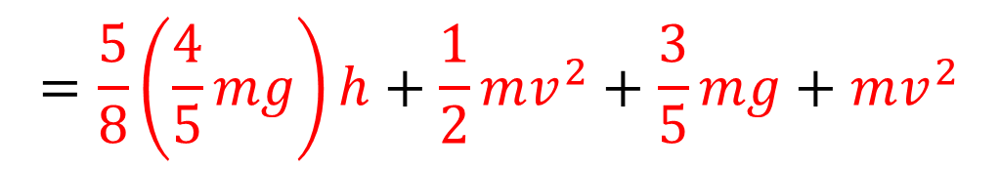 = 5/8 (4/5 mg) h + 1/2 mv² + 3/5 mg + mv²